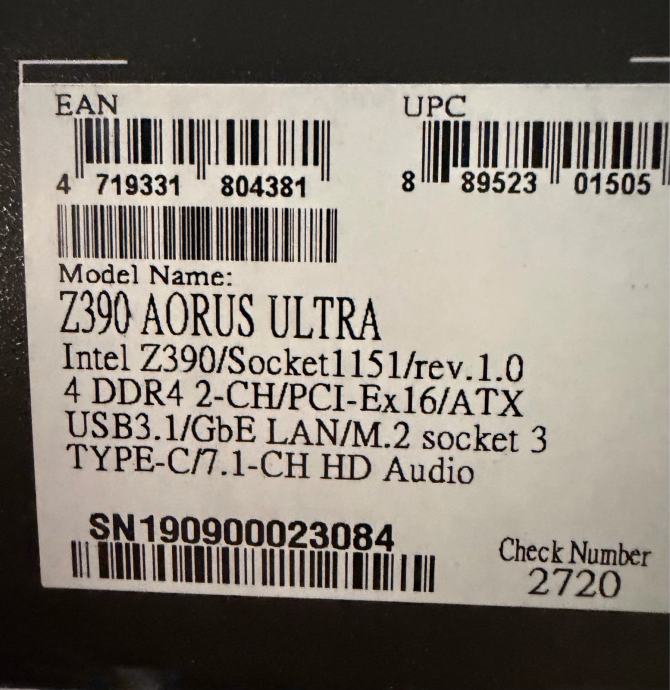 EAN
UPC
4 719331 804381
8 89523 01505
Model Name:
Z390 AORUS ULTRA
Intel Z390/Socket1151/rev.1.0
4 DDR4 2-CH/PCI-Ex16/ATX
USB3.1/GbE LAN/M.2 socket 3
TYPE-C/7.1-CH HD Audio
SN190900023084
Check Number
2720